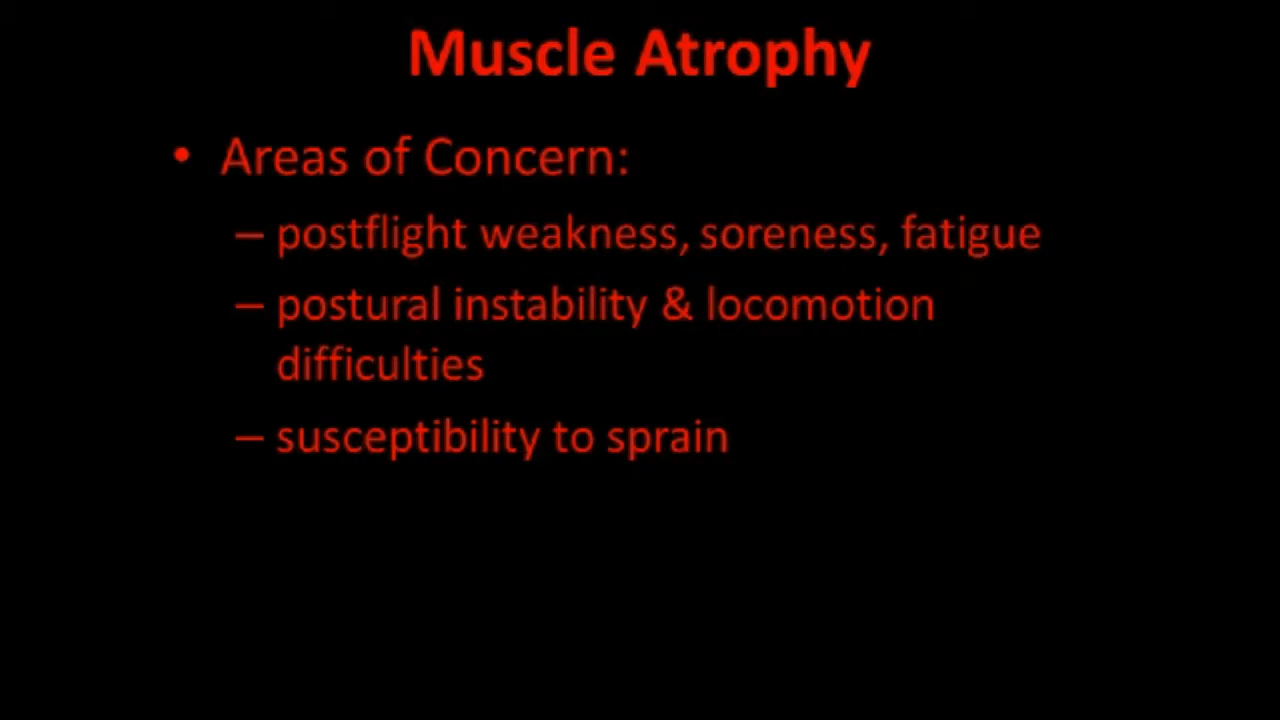 Muscle Atrophy
• Areas of Concern:
– postflight weakness, soreness, fatigue
– postural instability & locomotion
difficulties
– susceptibility to sprain